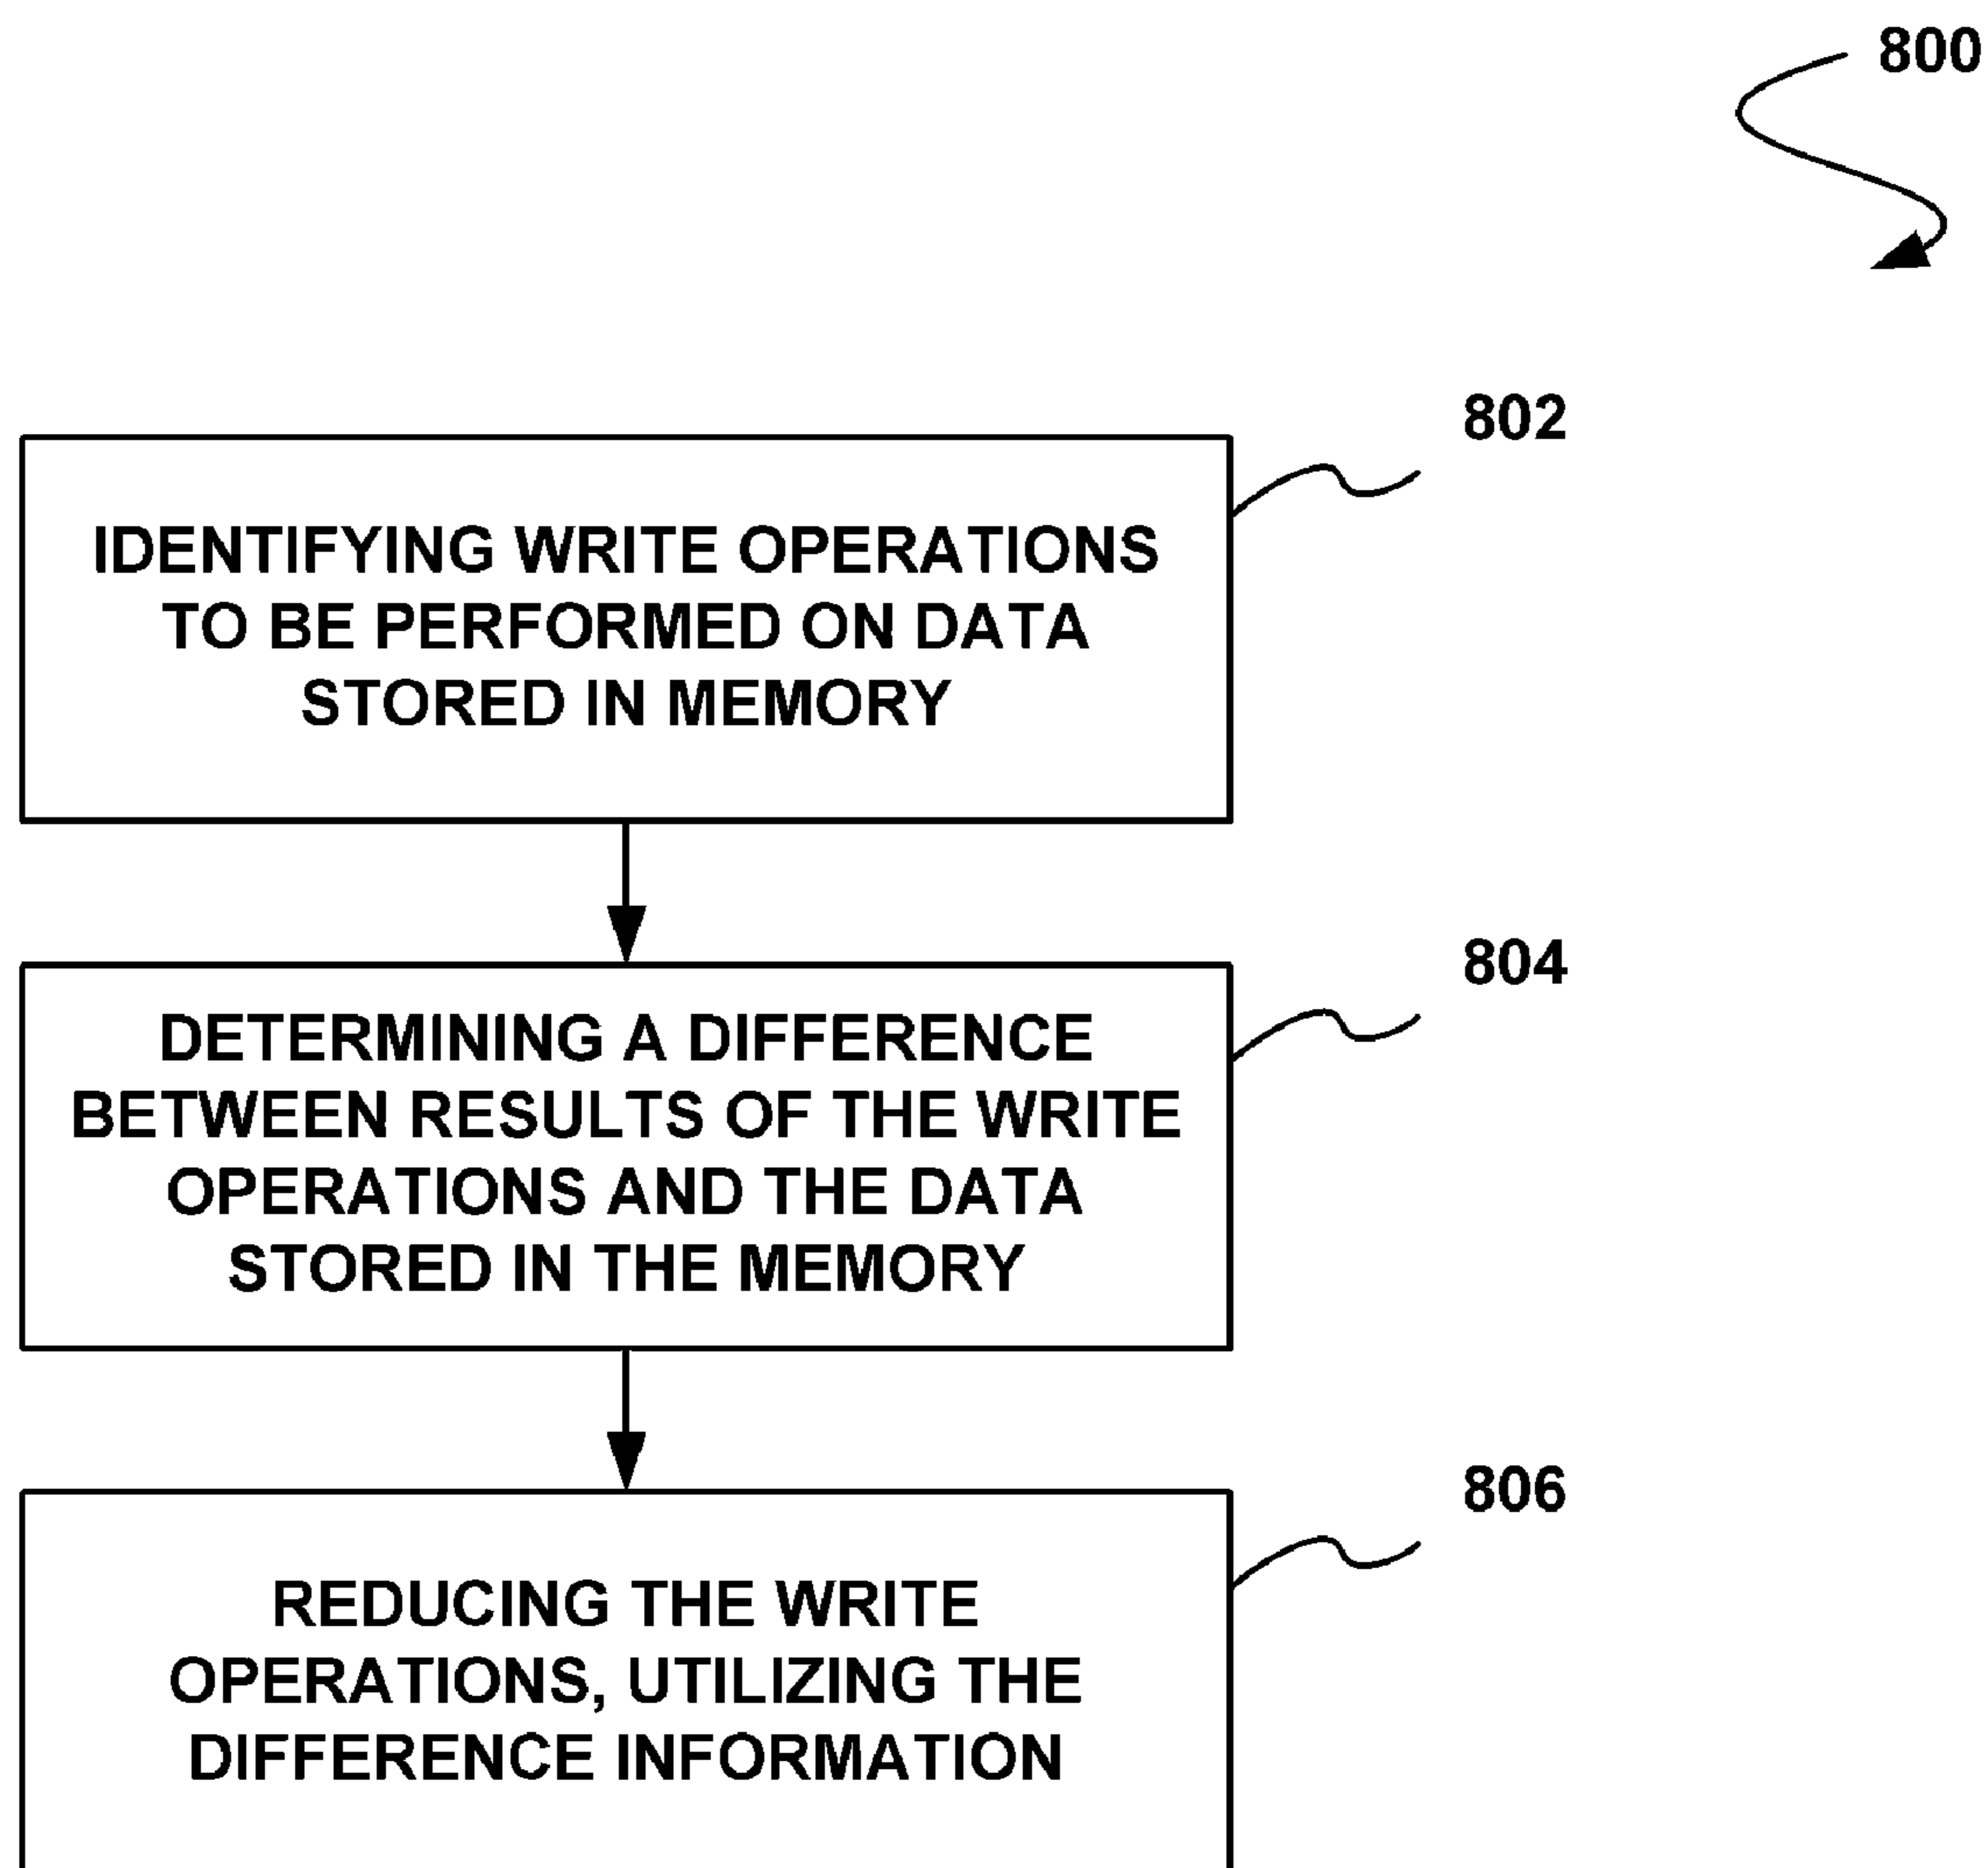 800
802
IDENTIFYING WRITE OPERATIONS
TO BE PERFORMED ON DATA
STORED IN MEMORY
804
DETERMINING A DIFFERENCE
BETWEEN RESULTS OF THE WRITE
OPERATIONS AND THE DATA
STORED IN THE MEMORY
806
REDUCING THE WRITE
OPERATIONS, UTILIZING THE
DIFFERENCE INFORMATION